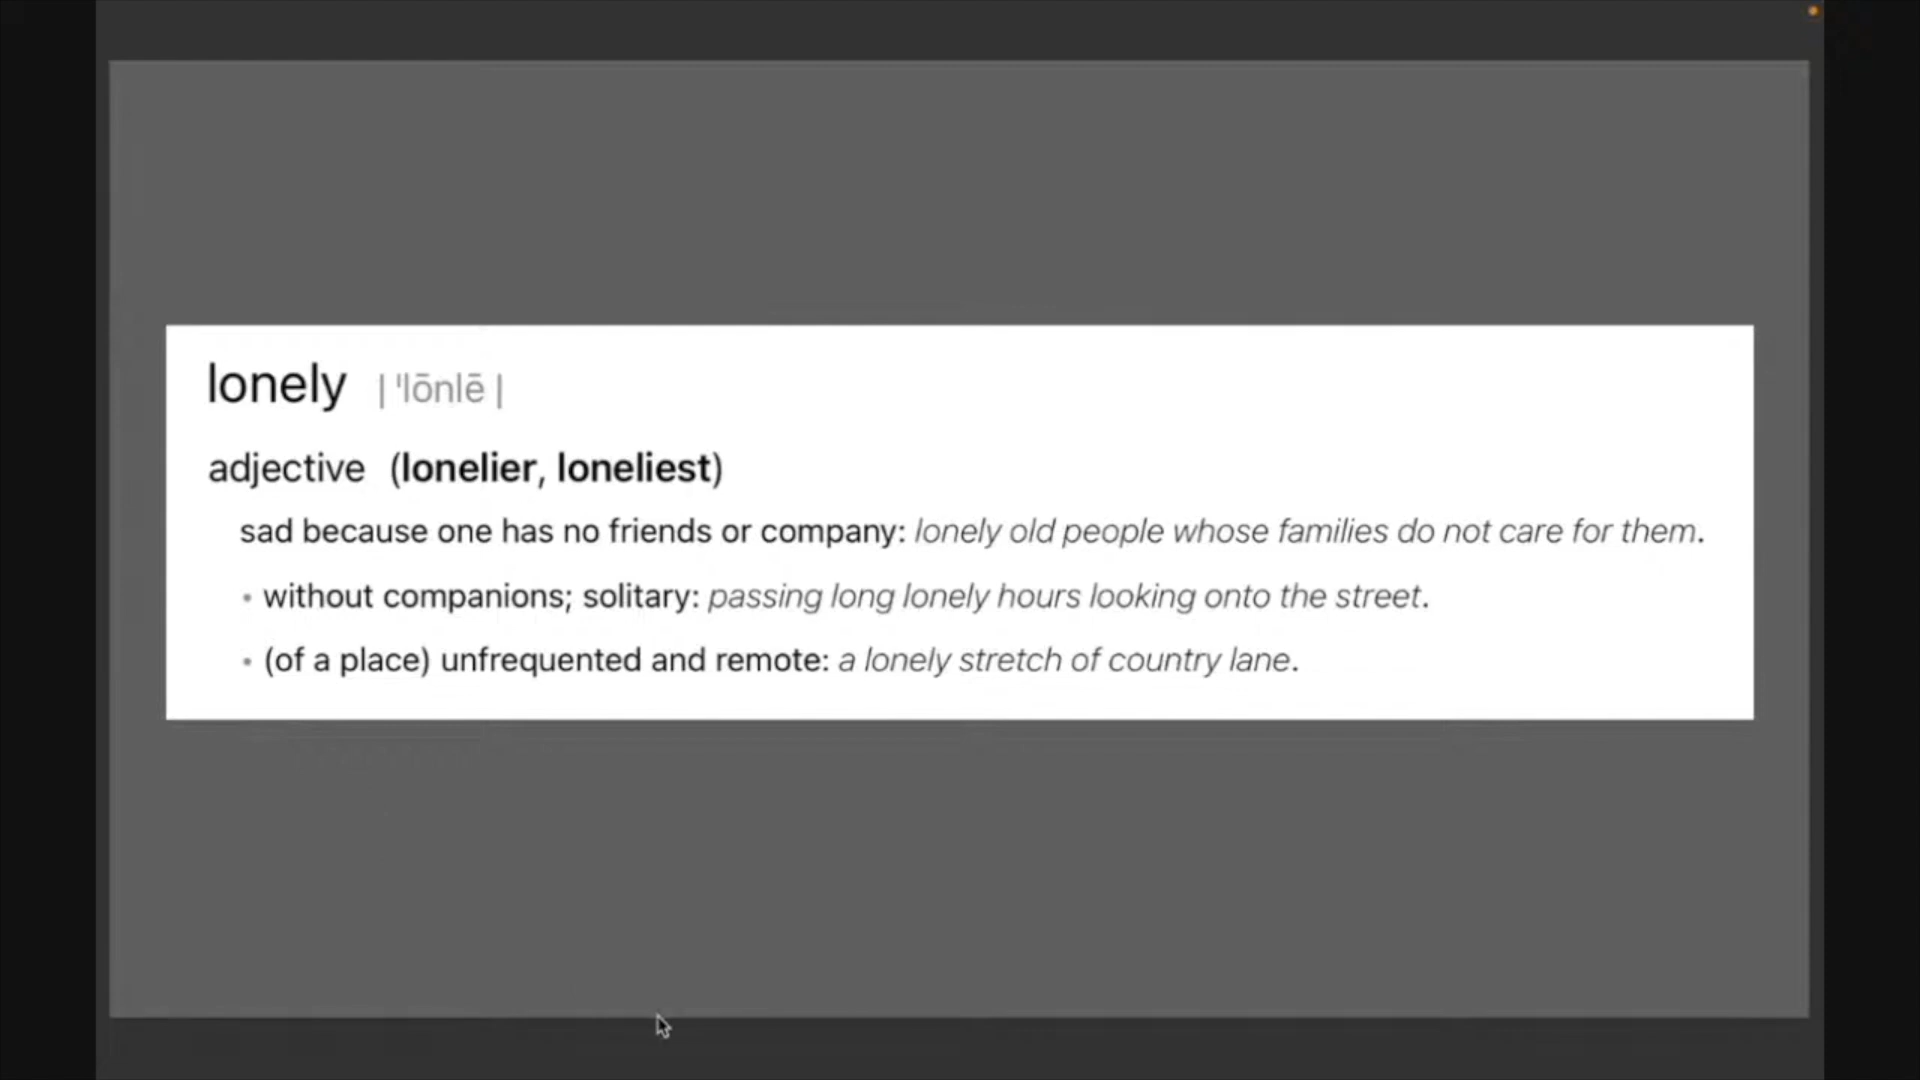 lonely | ˈlōnlē |
adjective (lonelier, loneliest)
sad because one has no friends or company: lonely old people whose families do not care for them.
• without companions; solitary: passing long lonely hours looking onto the street.
• (of a place) unfrequented and remote: a lonely stretch of country lane.